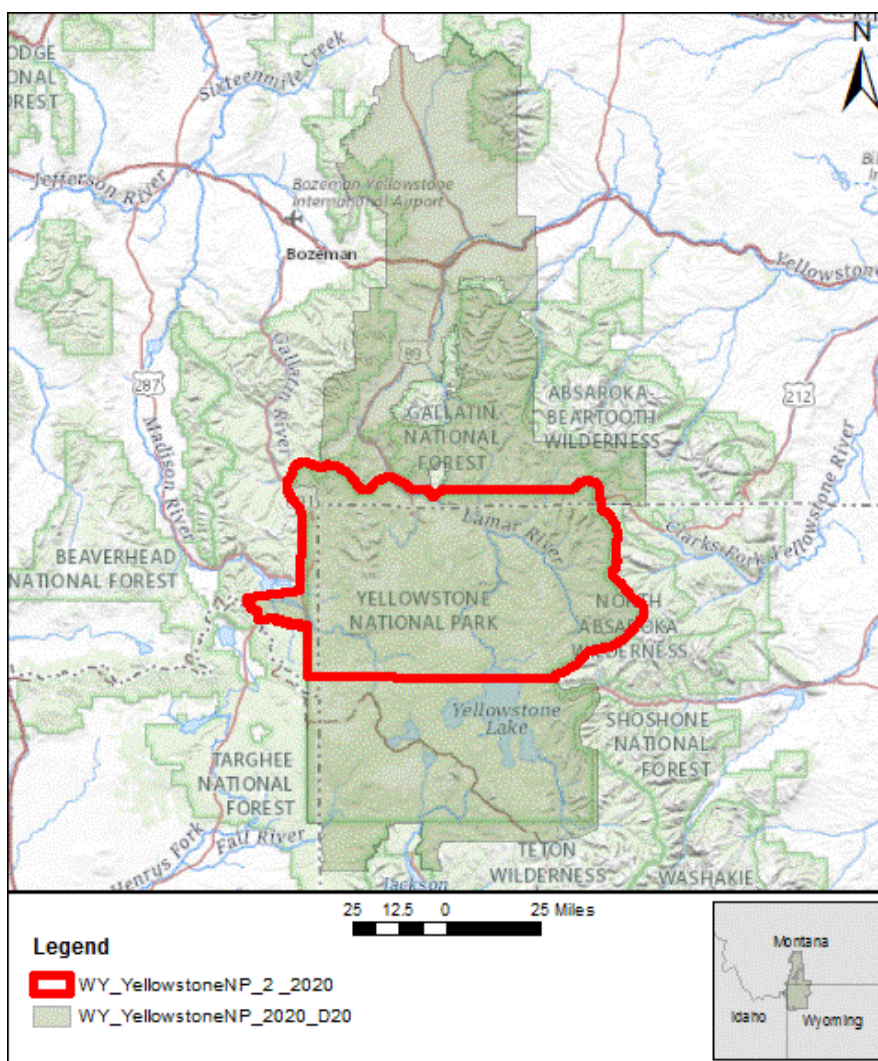 N
ODGE
ONAL
OREST
Sixteenmile Creek
Jefferson River
Bozeman Yellowstone
International Airport
Bozeman
Yellowstone
89
287
Gallatin
River
Madison River
GALLATIN
NATIONAL
FOREST
ABSAROKA
BEARTOOTH
WILDERNESS
212
Lamar River
Clarks Fork Yellowstone River
BEAVERHEAD
NATIONAL FOREST
YELLOWSTONE
NATIONAL PARK
NORTH
ABSAROKA
WILDERNESS
Yellowstone
Lake
SHOSHONE
NATIONAL
FOREST
TARGHEE
NATIONAL
FOREST
Fall River
Henrys Fork
TETON
WILDERNESS
WASHAKIE
Jackson
25 12.5 0 25 Miles
Legend
WY_YellowstoneNP_2 _2020
WY_YellowstoneNP_2020_D20
Montana
Idaho
Wyoming